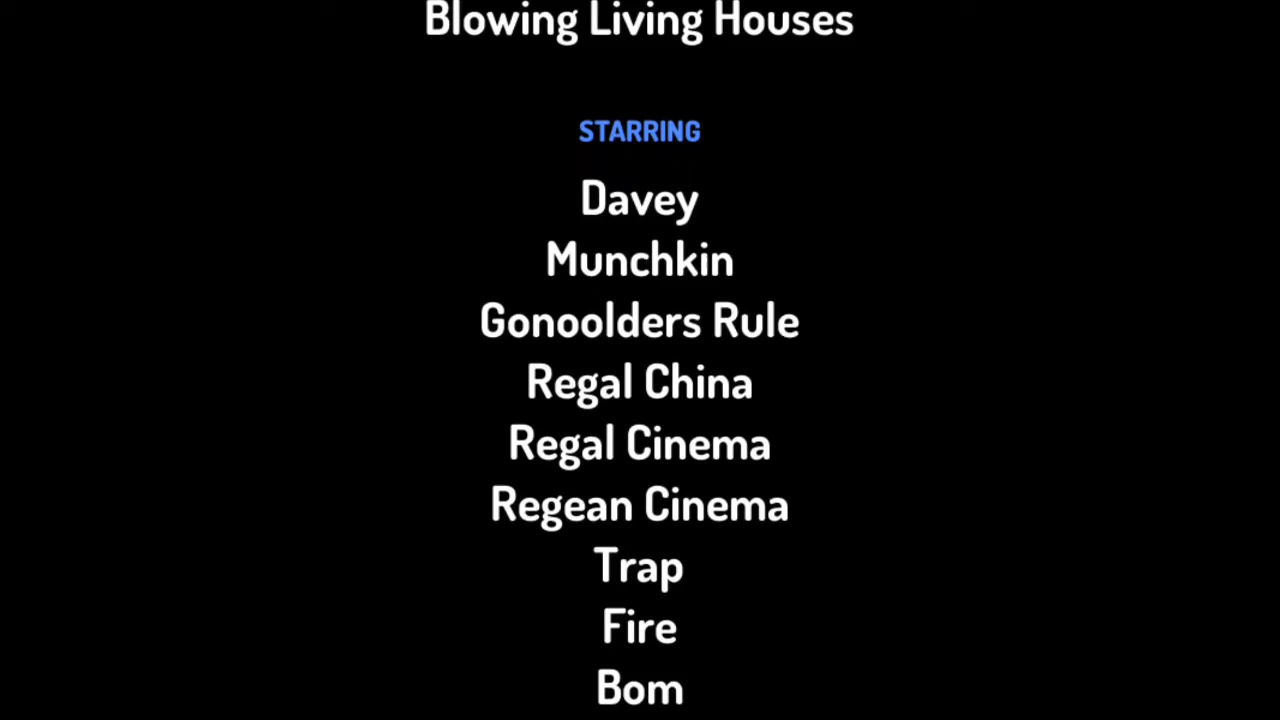 Blowing Living Houses
STARRING
Davey
Munchkin
Gonoolders Rule
Regal China
Regal Cinema
Regean Cinema
Trap
Fire
Bom